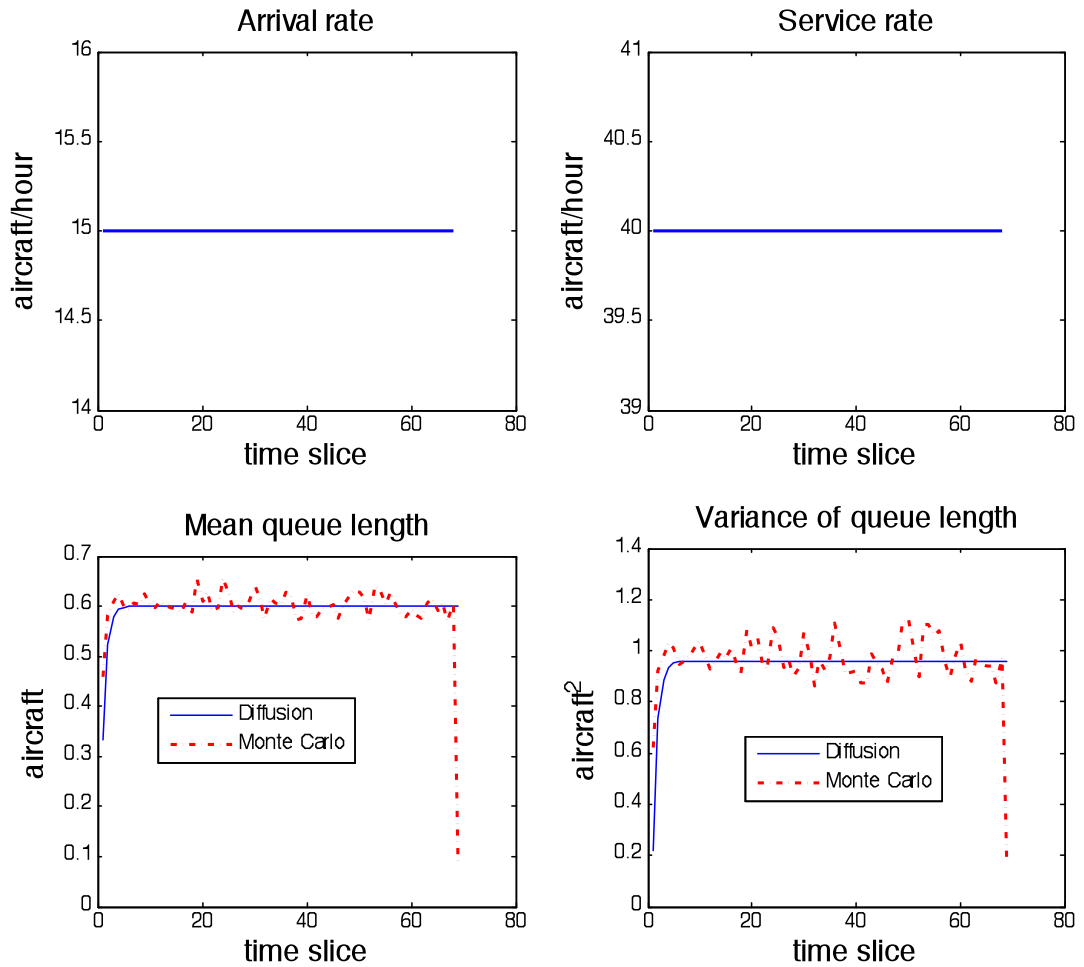 Arrival rate
16
15.5
15
14.5
14
0
20
40
60
80
aircraft/hour
time slice
Service rate
41
40.5
40
39.5
39
0
20
40
60
80
aircraft/hour
time slice
Mean queue length
0.7
0.6
0.5
0.4
0.3
0.2
0.1
0
0
20
40
60
80
aircraft
time slice
Diffusion
Monte Carlo
Variance of queue length
1.4
1.2
1
0.8
0.6
0.4
0.2
0
0
20
40
60
80
aircraft²
time slice
Diffusion
Monte Carlo